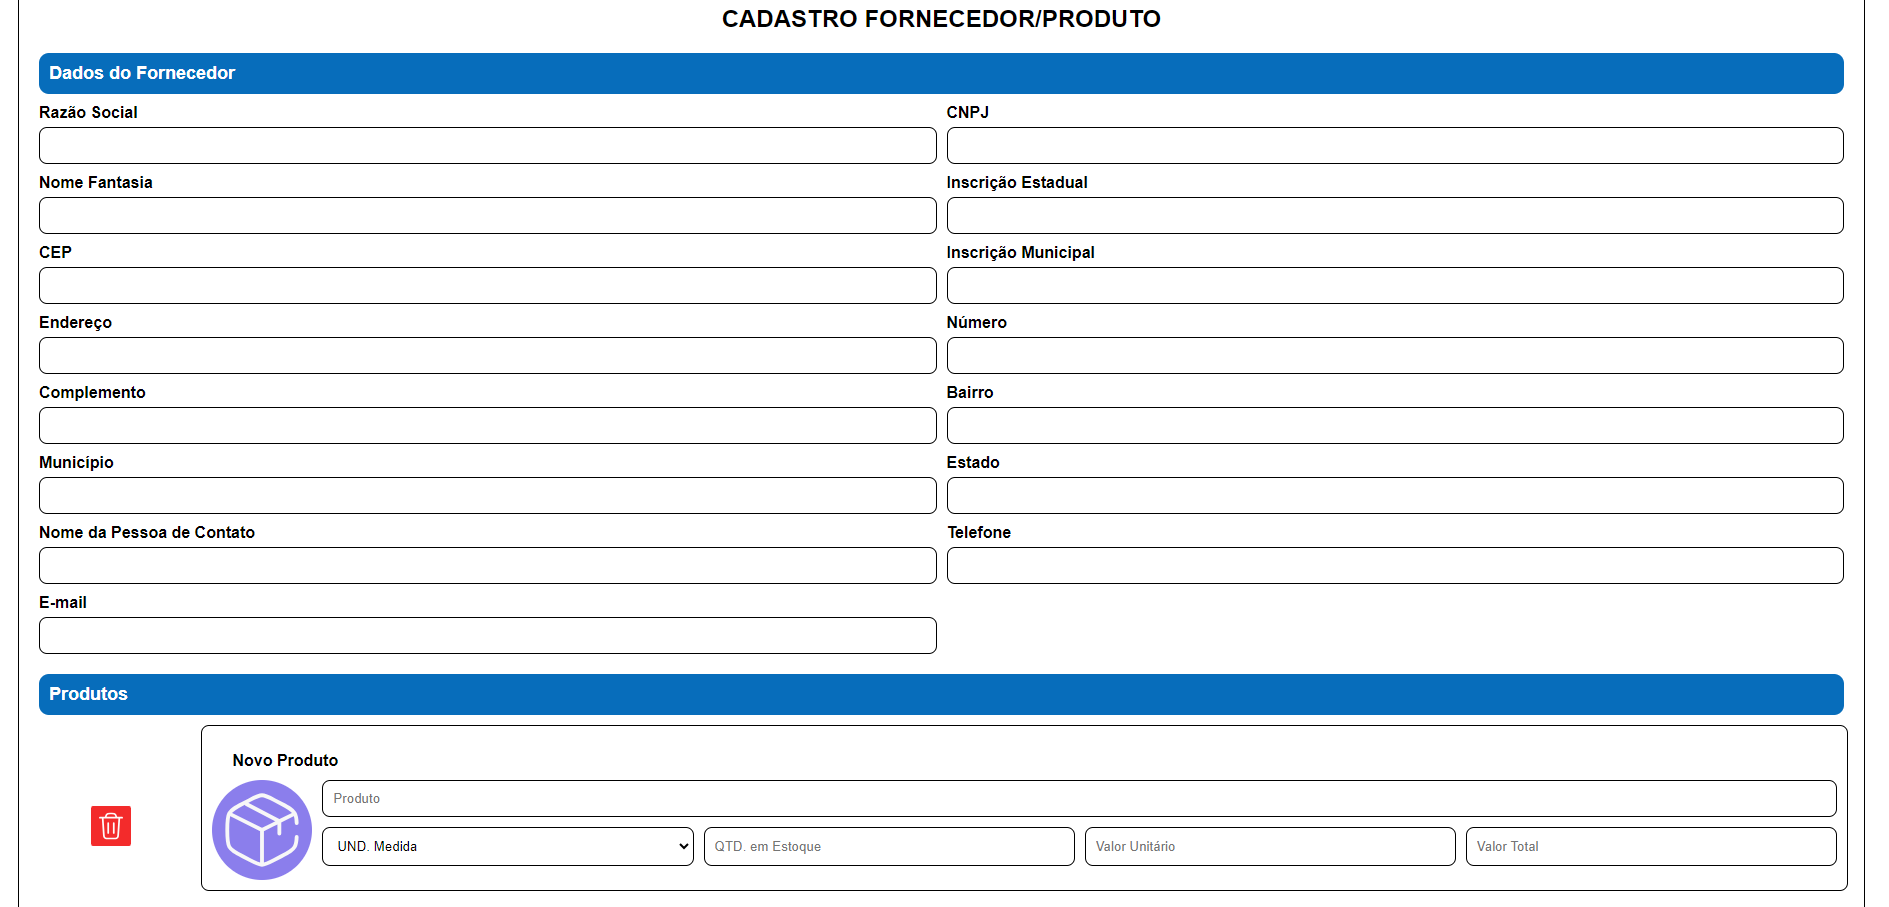 CADASTRO FORNECEDOR/PRODUTO
Dados do Fornecedor
Razão Social
CNPJ
Nome Fantasia
Inscrição Estadual
CEP
Inscrição Municipal
Endereço
Número
Complemento
Bairro
Município
Estado
Nome da Pessoa de Contato
Telefone
E-mail
Produtos
Novo Produto
Produto
UND. Medida
QTD. em Estoque
Valor Unitário
Valor Total